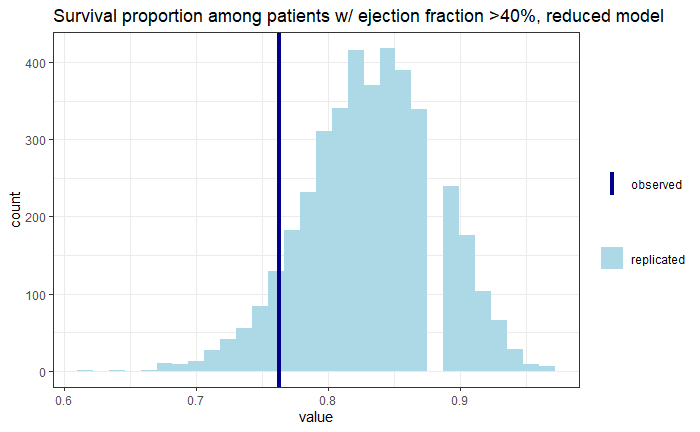 Survival proportion among patients w/ ejection fraction >40%, reduced model
400
300
200
100
0
count
0.6
0.7
0.8
0.9
value
observed
replicated